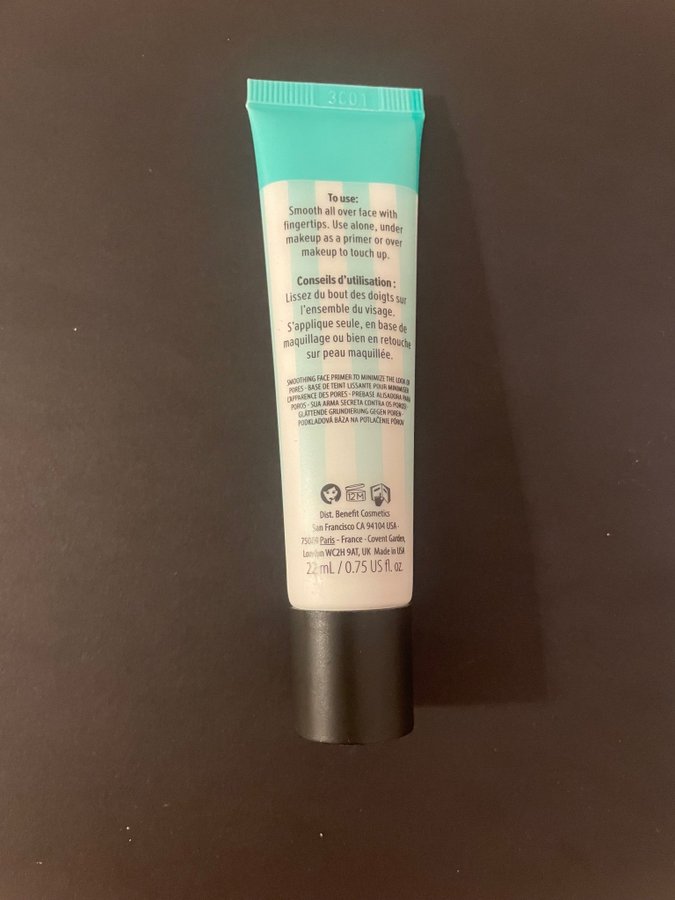 3601
To use:
Smooth all over face with
fingertips. Use alone, under
makeup as a primer or over
makeup to touch up.
Conseils d'utilisation :
Lissez du bout des doigts sur
l'ensemble du visage.
S'applique seule, en base de
maquillage ou bien en retouche
sur peau maquillée.
SMOOTHING FACE PRIMER TO MINIMIZE THE LOOK OF
PORES · BASE DE TEINT LISSANTE POUR MINIMISER
L'APPARENCE DES PORES · PREBASE ALISADORA PARA
POROS · SUA ARMA SECRETA CONTRA OS POROS ·
GLÄTTENDE GRUNDIERUNG GEGEN POREN ·
PODKLADOVÁ BÁZA NA POTLAČENIE PÓROV
12M
Dist. Benefit Cosmetics
San Francisco CA 94104 USA ·
Paris - France · Covent Garden,
London WC2H 9AT, UK Made in USA
22 mL / 0.75 US fl. oz.